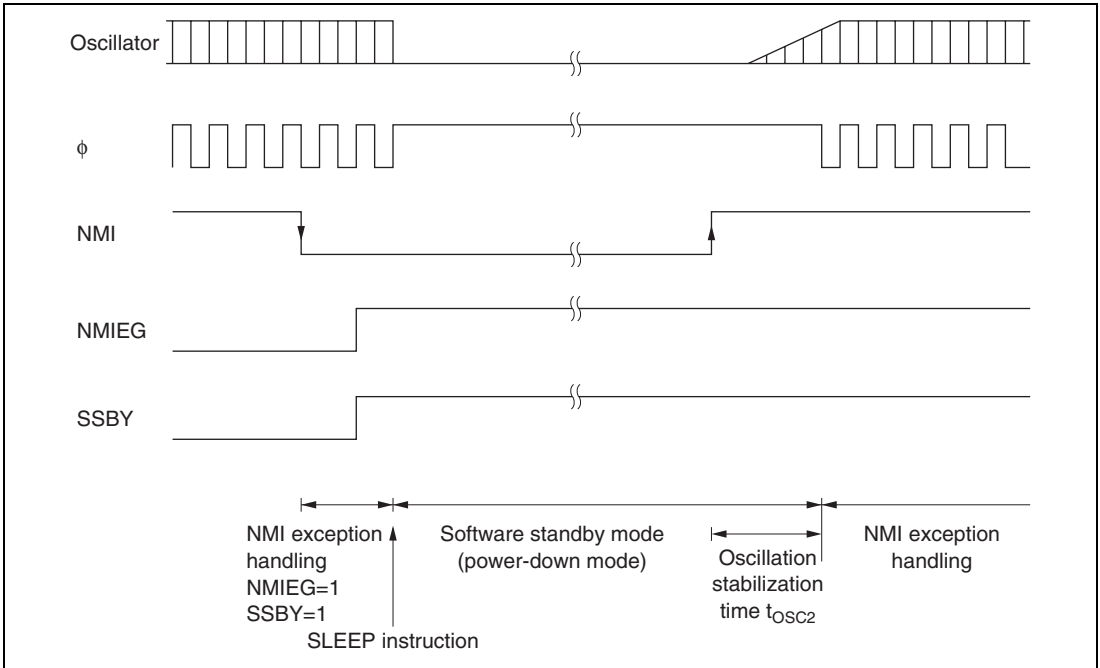 Oscillator
ϕ
NMI
NMIEG
SSBY
NMI exception
handling
NMIEG=1
SSBY=1
SLEEP instruction
Software standby mode
(power-down mode)
Oscillation
stabilization
time tOSC2
NMI exception
handling